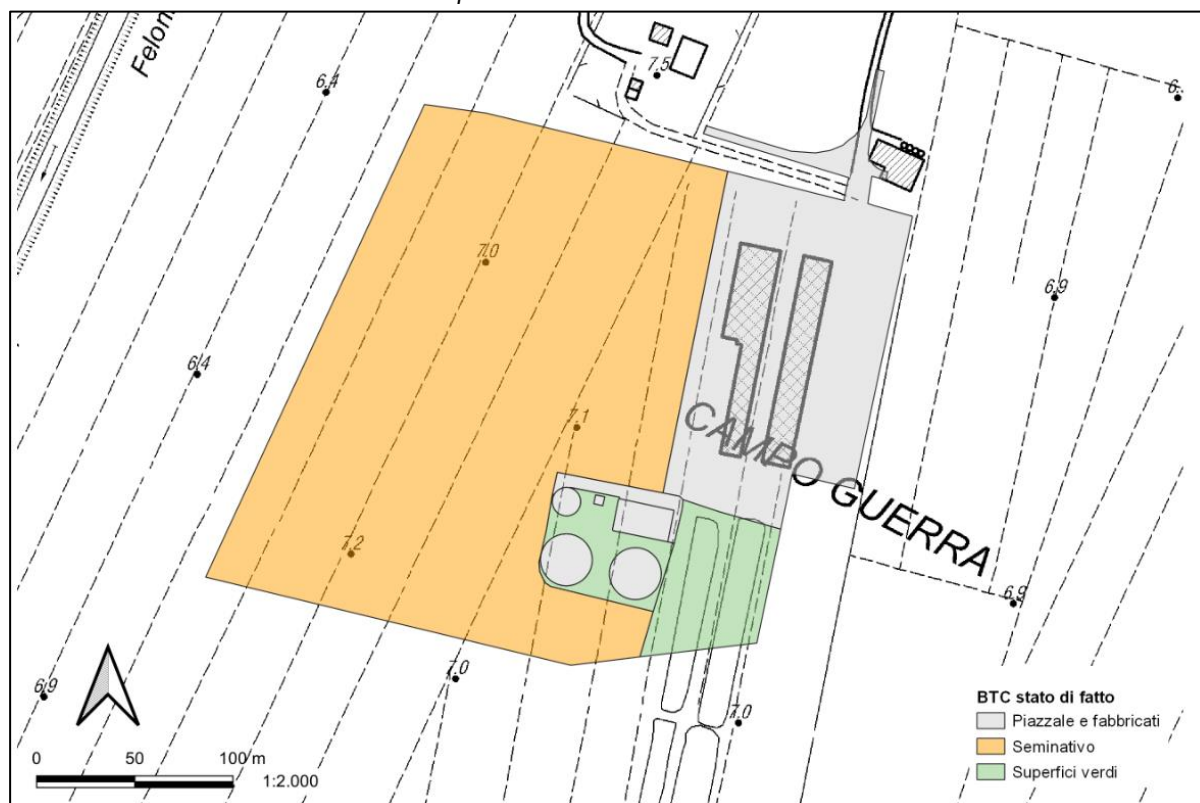 Felon
6.4
7.5
6.
7.0
6.9
6.4
7.1
CAMPO GUERRA
7.2
6.9
7.0
6.9
7.0
BTC stato di fatto
Piazzale e fabbricati
Seminativo
Superfici verdi
0 50 100 m
1:2.000